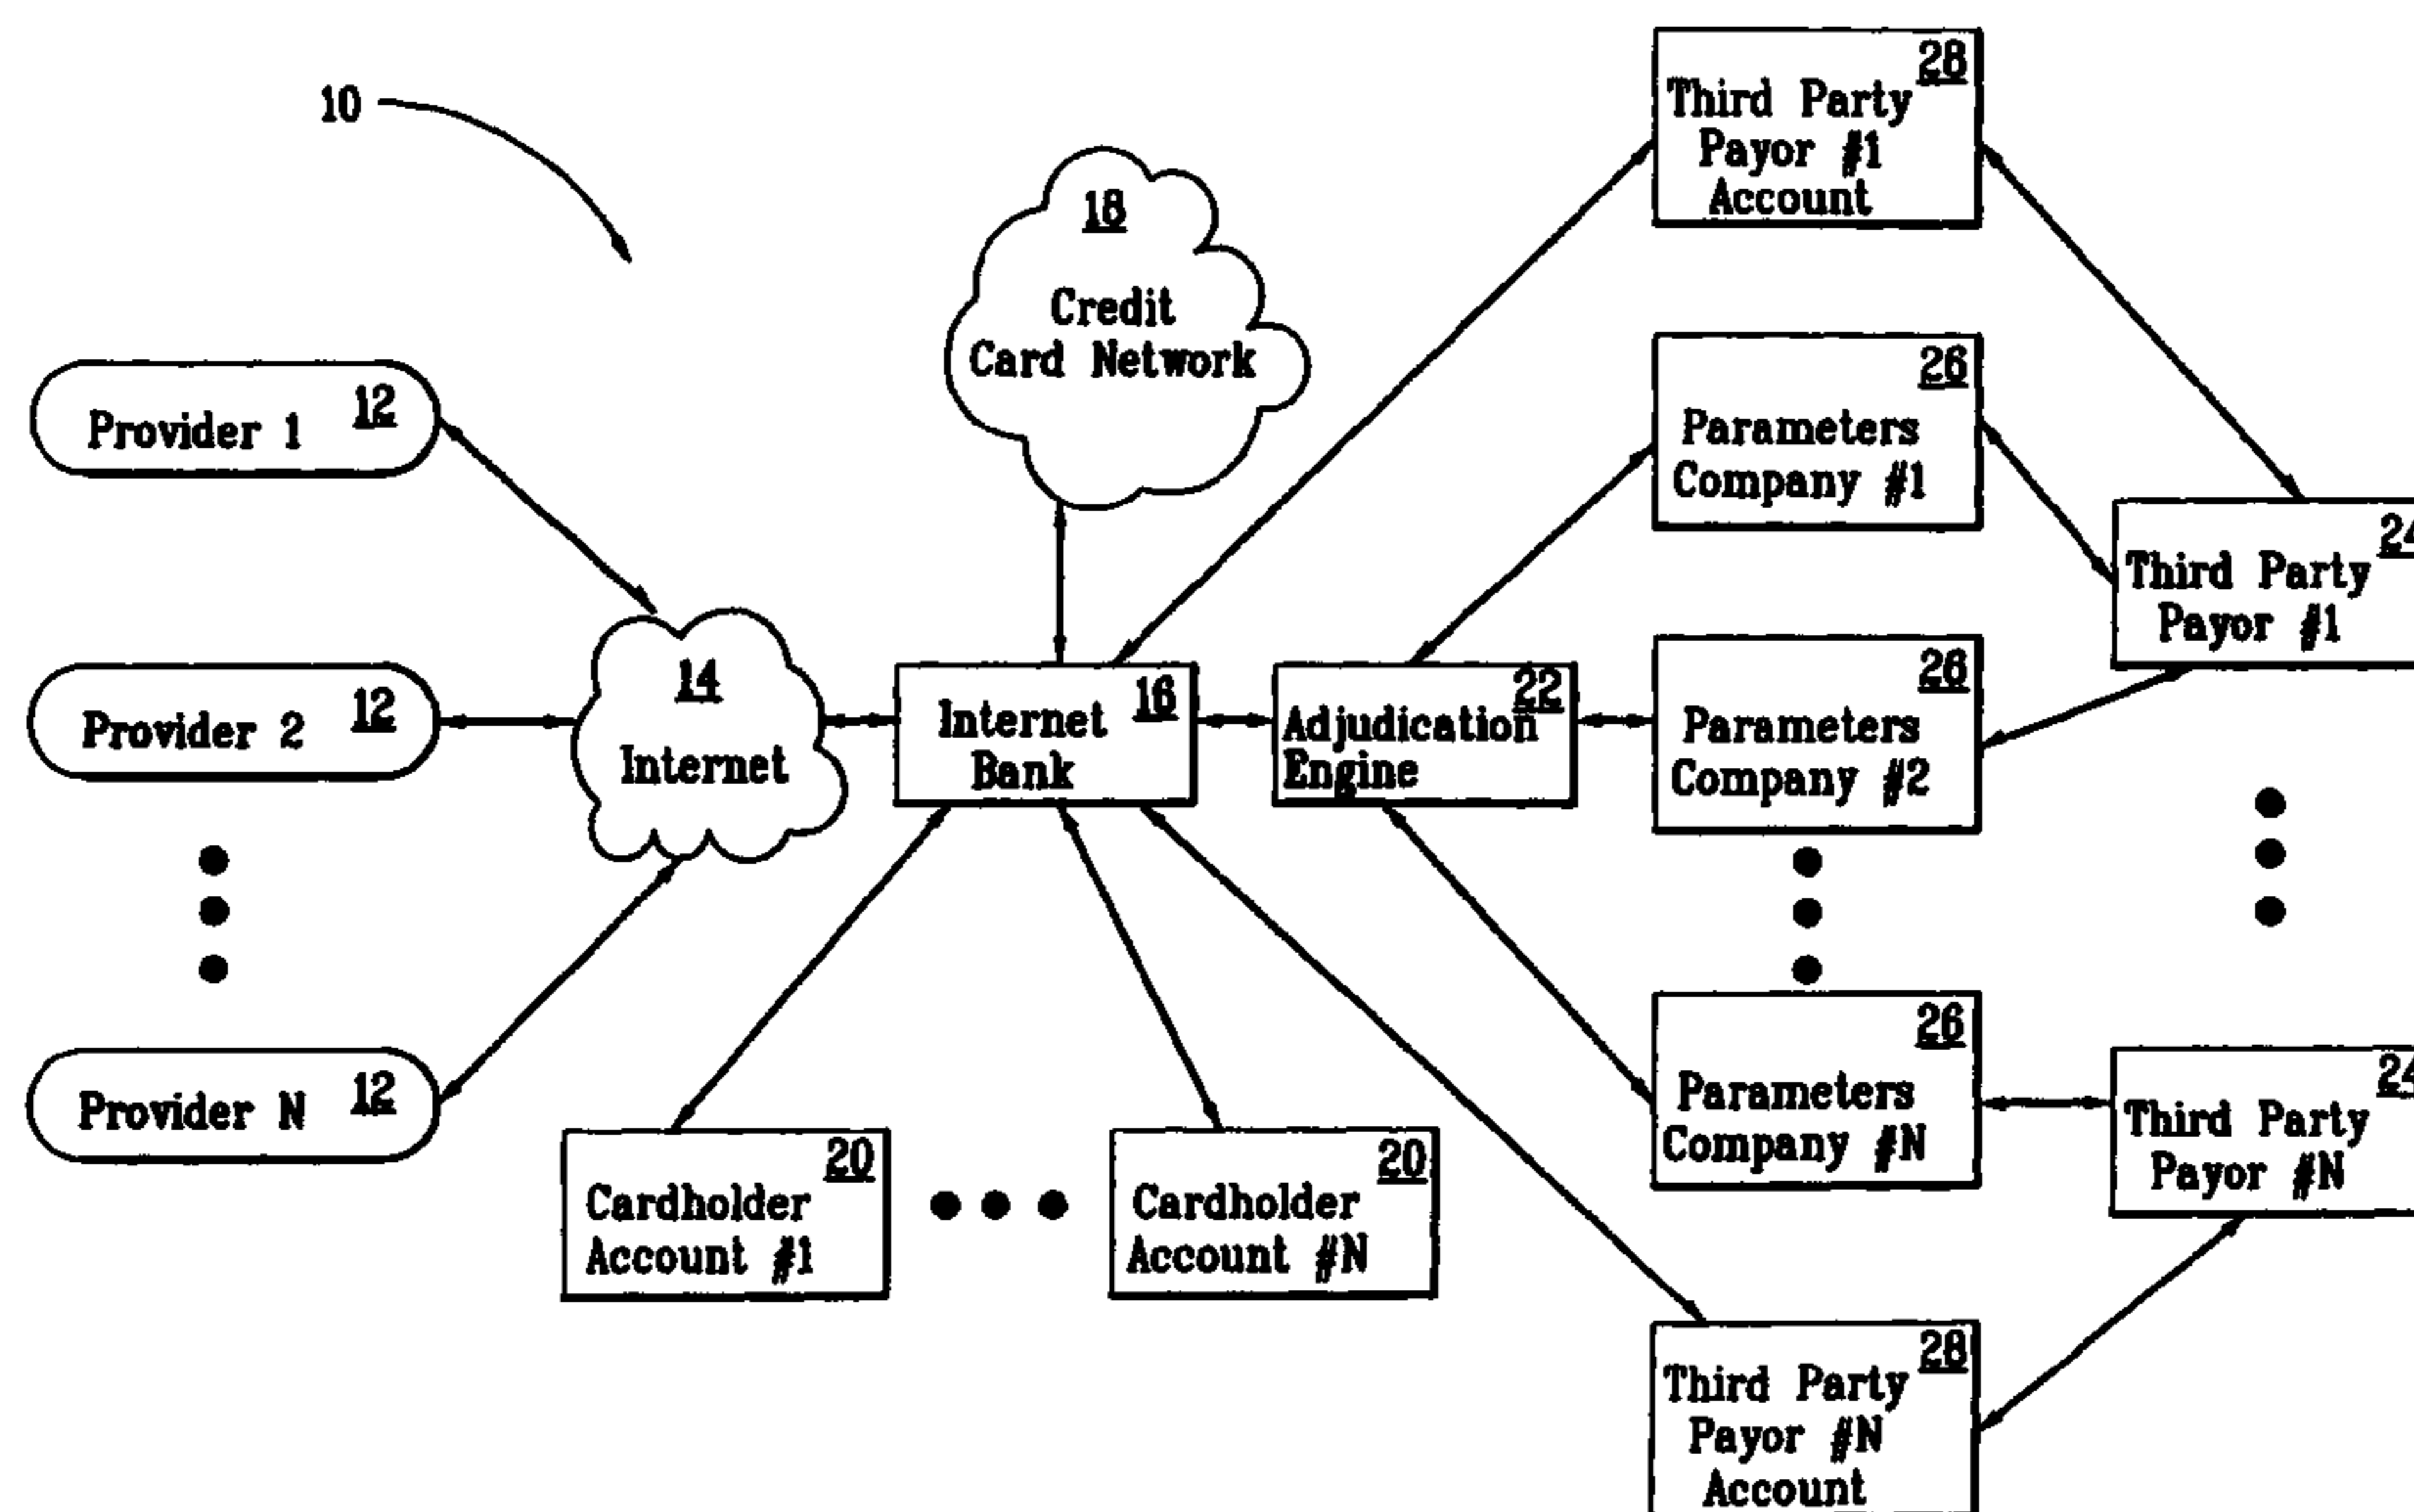 10
18
Credit
Card Network
Provider 1 12
Provider 2 12
Provider N 12
14
Internet
16
Internet
Bank
22
Adjudication
Engine
20
Cardholder
Account #1
20
Cardholder
Account #N
28
Third Party
Payor #1
Account
26
Parameters
Company #1
26
Parameters
Company #2
26
Parameters
Company #N
28
Third Party
Payor #N
Account
24
Third Party
Payor #1
24
Third Party
Payor #N